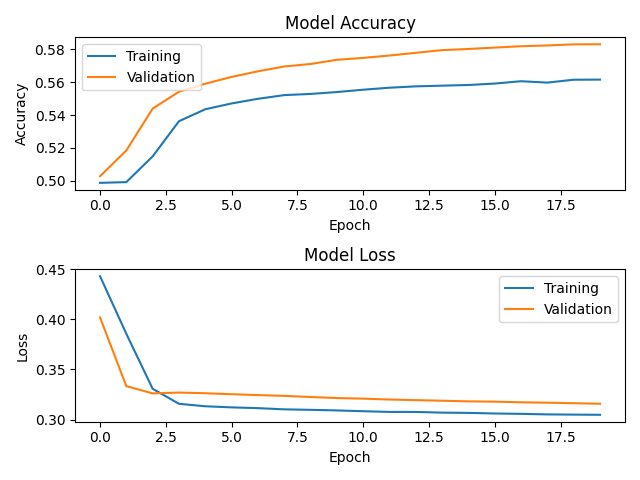 Model Accuracy
Training
Validation
0.58
0.56
0.54
0.52
0.50
Accuracy
0.0 2.5 5.0 7.5 10.0 12.5 15.0 17.5
Epoch
Model Loss
Training
Validation
0.45
0.40
0.35
0.30
Loss
0.0 2.5 5.0 7.5 10.0 12.5 15.0 17.5
Epoch